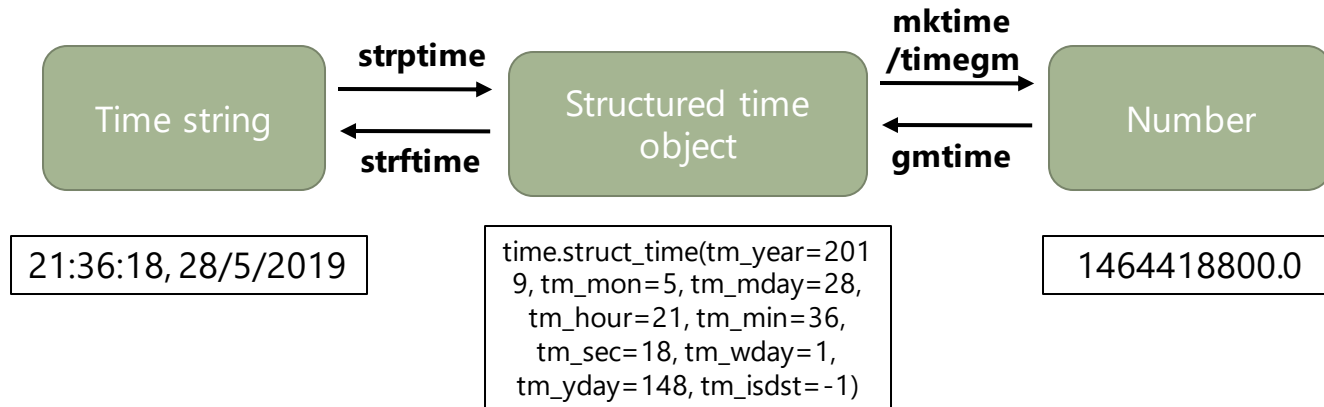 strptime
mktime
/timegm
Time string
Structured time
object
Number
strftime
gmtime
21:36:18, 28/5/2019
time.struct_time(tm_year=201
9, tm_mon=5, tm_mday=28,
tm_hour=21, tm_min=36,
tm_sec=18, tm_wday=1,
tm_yday=148, tm_isdst=-1)
1464418800.0